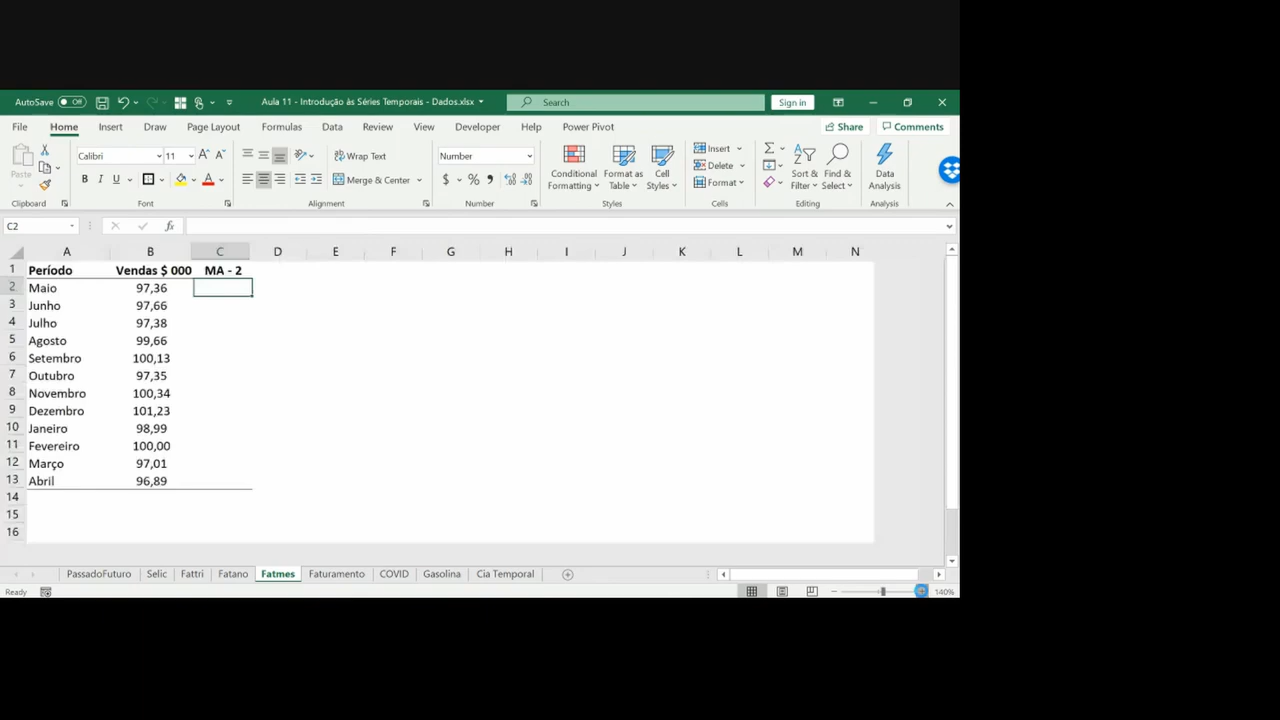 AutoSave Off Aula 11 - Introdução às Séries Temporais - Dados.xlsx Search Sign in
File Home Insert Draw Page Layout Formulas Data Review View Developer Help Power Pivot Share Comments
Paste Calibri 11 A A Wrap Text Number Conditional Formatting Format as Table Cell Styles Insert Sort & Filter Find & Select Data Analysis
Delete
B I U A Merge & Center $ % Format
Clipboard Font Alignment Number Styles Cells Editing Analysis
C2 fx
A B C D E F G H I J K L M N
1 Período Vendas $ 000 MA - 2
2 Maio 97,36
3 Junho 97,66
4 Julho 97,38
5 Agosto 99,66
6 Setembro 100,13
7 Outubro 97,35
8 Novembro 100,34
9 Dezembro 101,23
10 Janeiro 98,99
11 Fevereiro 100,00
12 Março 97,01
13 Abril 96,89
14
15
16
PassadoFuturo Selic Fattri Fatano Fatmes Faturamento COVID Gasolina Cia Temporal
Ready 140%